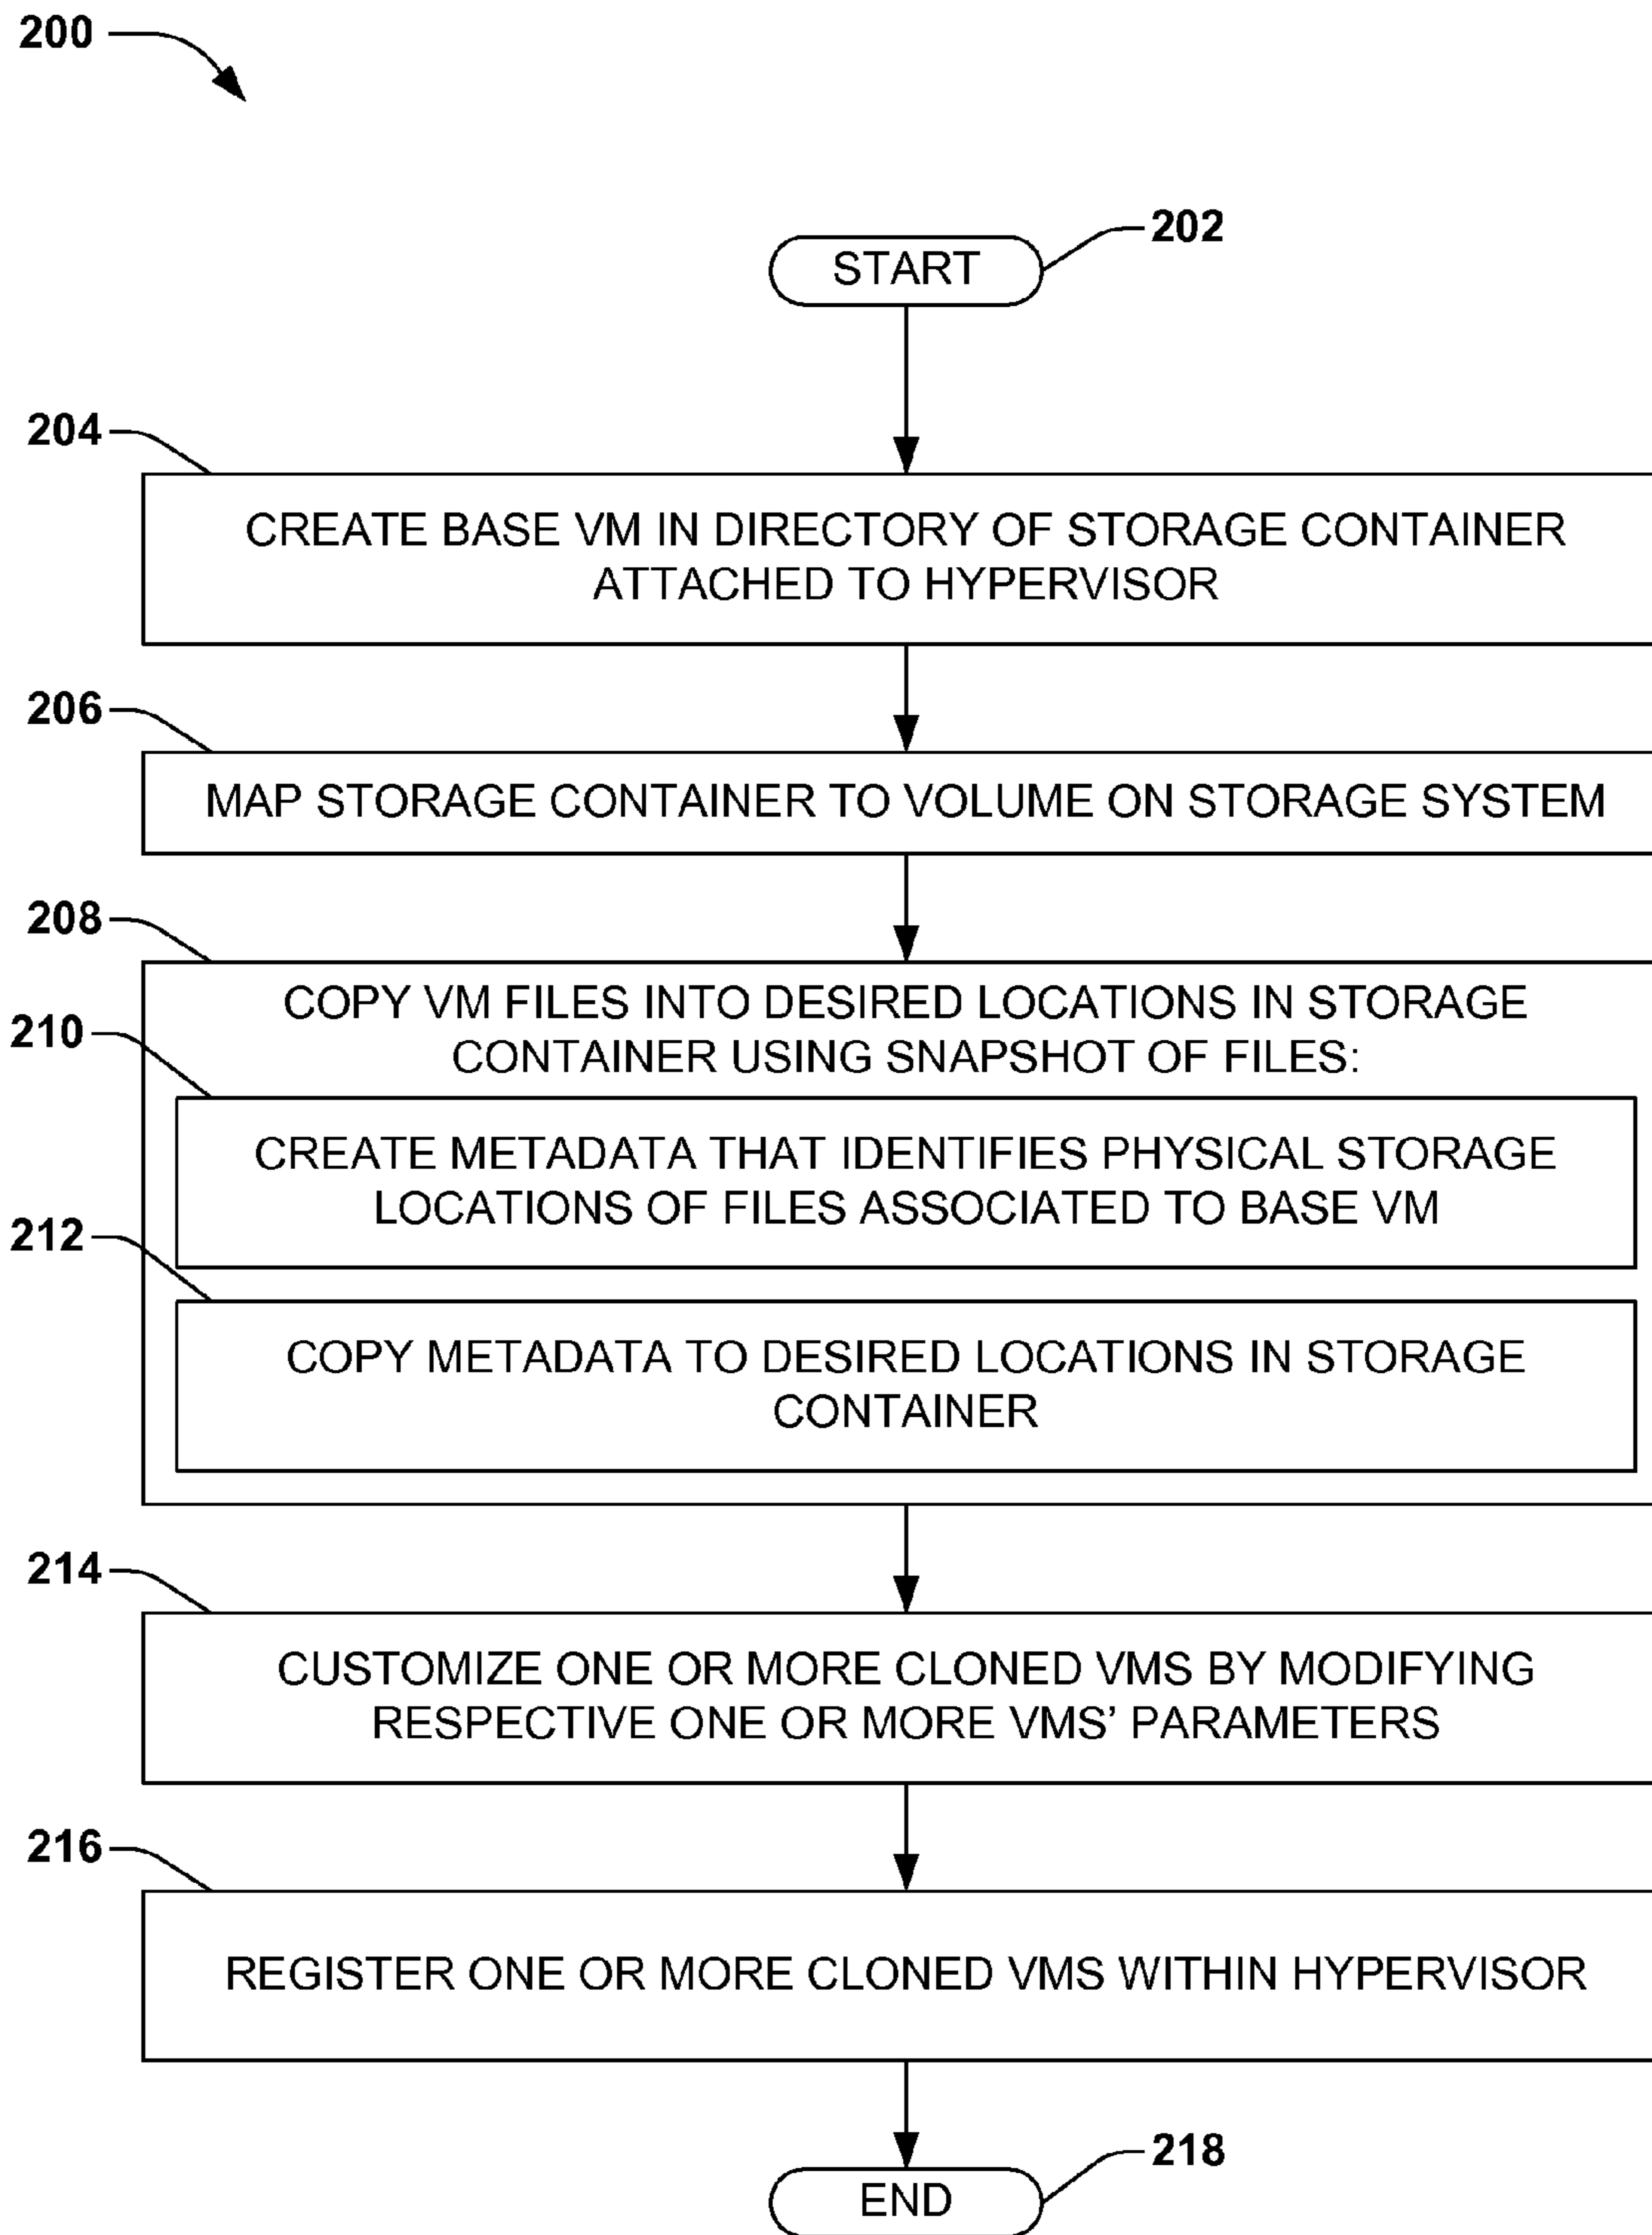 200
202
START
204
CREATE BASE VM IN DIRECTORY OF STORAGE CONTAINER
ATTACHED TO HYPERVISOR
206
MAP STORAGE CONTAINER TO VOLUME ON STORAGE SYSTEM
208
COPY VM FILES INTO DESIRED LOCATIONS IN STORAGE
CONTAINER USING SNAPSHOT OF FILES:
210
CREATE METADATA THAT IDENTIFIES PHYSICAL STORAGE
LOCATIONS OF FILES ASSOCIATED TO BASE VM
212
COPY METADATA TO DESIRED LOCATIONS IN STORAGE
CONTAINER
214
CUSTOMIZE ONE OR MORE CLONED VMS BY MODIFYING
RESPECTIVE ONE OR MORE VMS’ PARAMETERS
216
REGISTER ONE OR MORE CLONED VMS WITHIN HYPERVISOR
218
END